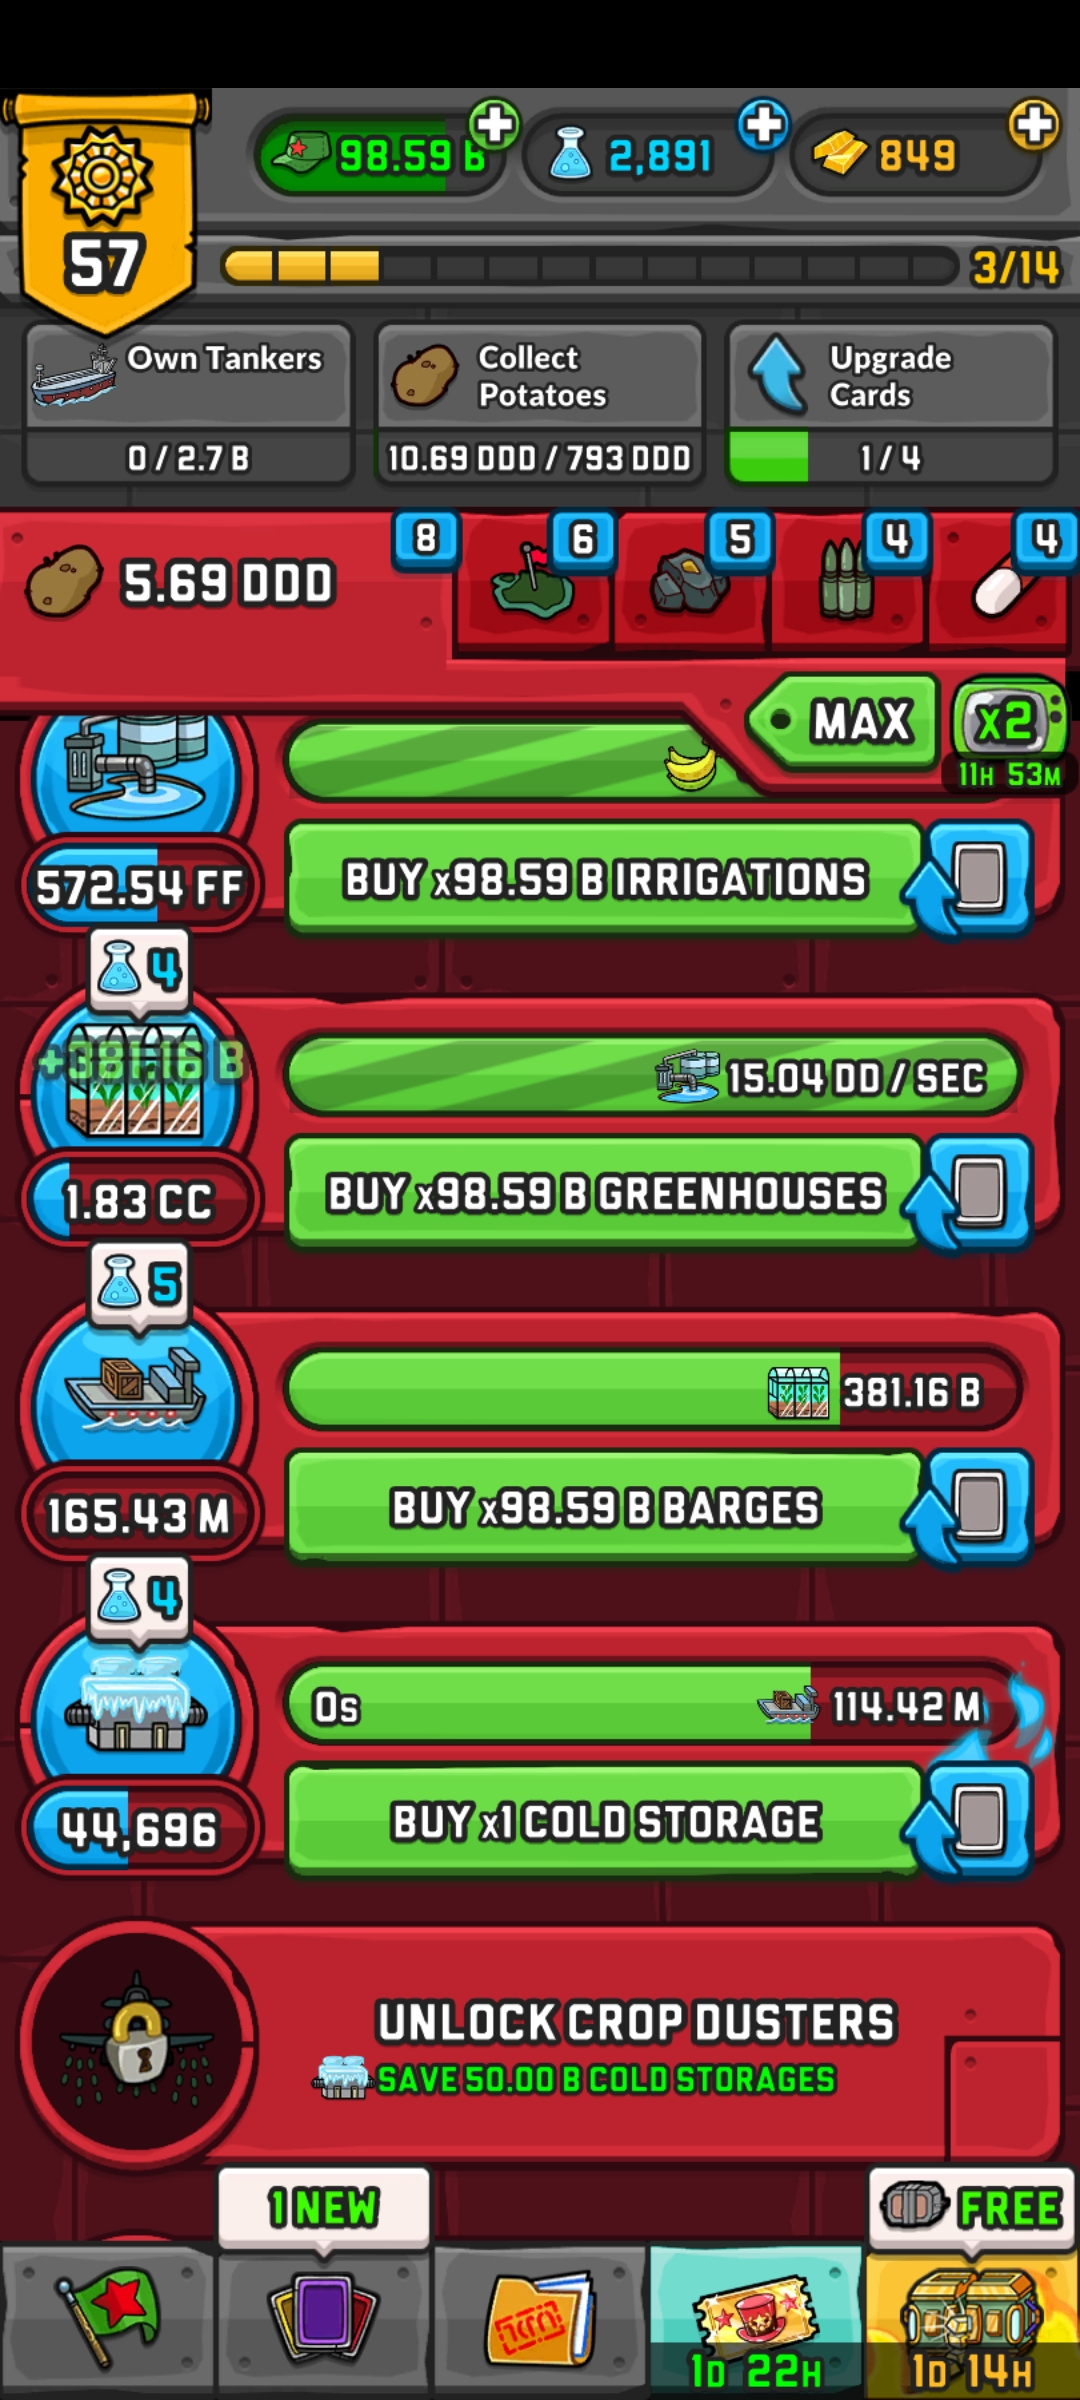 98.59 B
2,891
849
57
3/14
Own Tankers
0 / 2.7 B
Collect
Potatoes
10.69 DDD / 793 DDD
Upgrade
Cards
1 / 4
5.69 DDD
8
6
5
4
4
MAX
x2
11H 53M
572.54 FF
BUY x98.59 B IRRIGATIONS
4
+381.16 B
15.04 DD / SEC
1.83 CC
BUY x98.59 B GREENHOUSES
5
381.16 B
165.43 M
BUY x98.59 B BARGES
4
0s
114.42 M
44,696
BUY x1 COLD STORAGE
UNLOCK CROP DUSTERS
SAVE 50.00 B COLD STORAGES
1 NEW
FREE
1D 22H
1D 14H